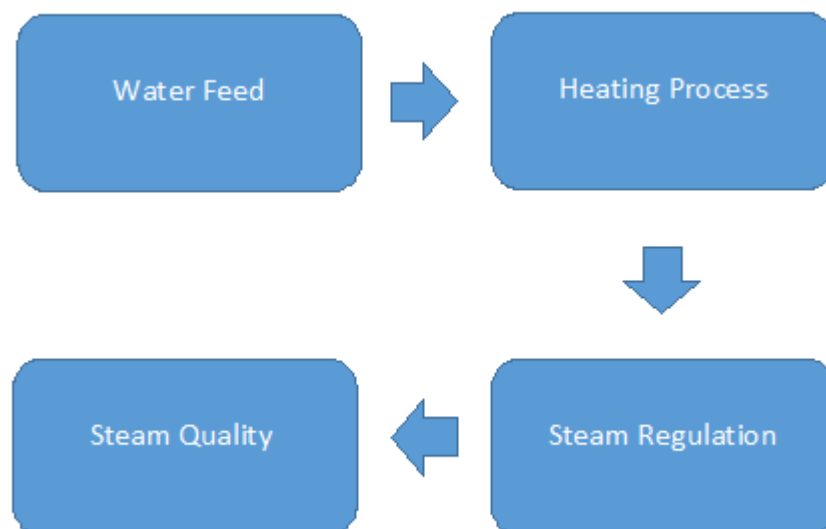 Water Feed
Heating Process
Steam Regulation
Steam Quality